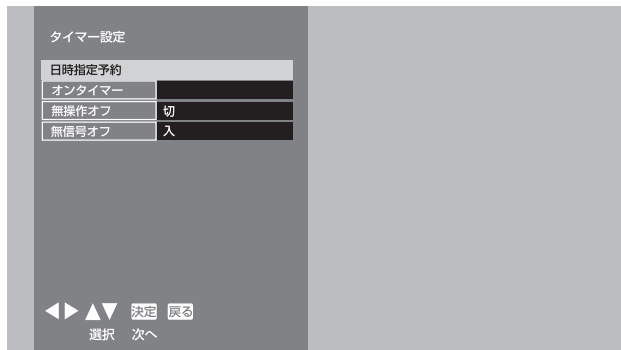 タイマー設定
日時指定予約
オンタイマー
無操作オフ 切
無信号オフ 入
決定 戻る
選択 次へ